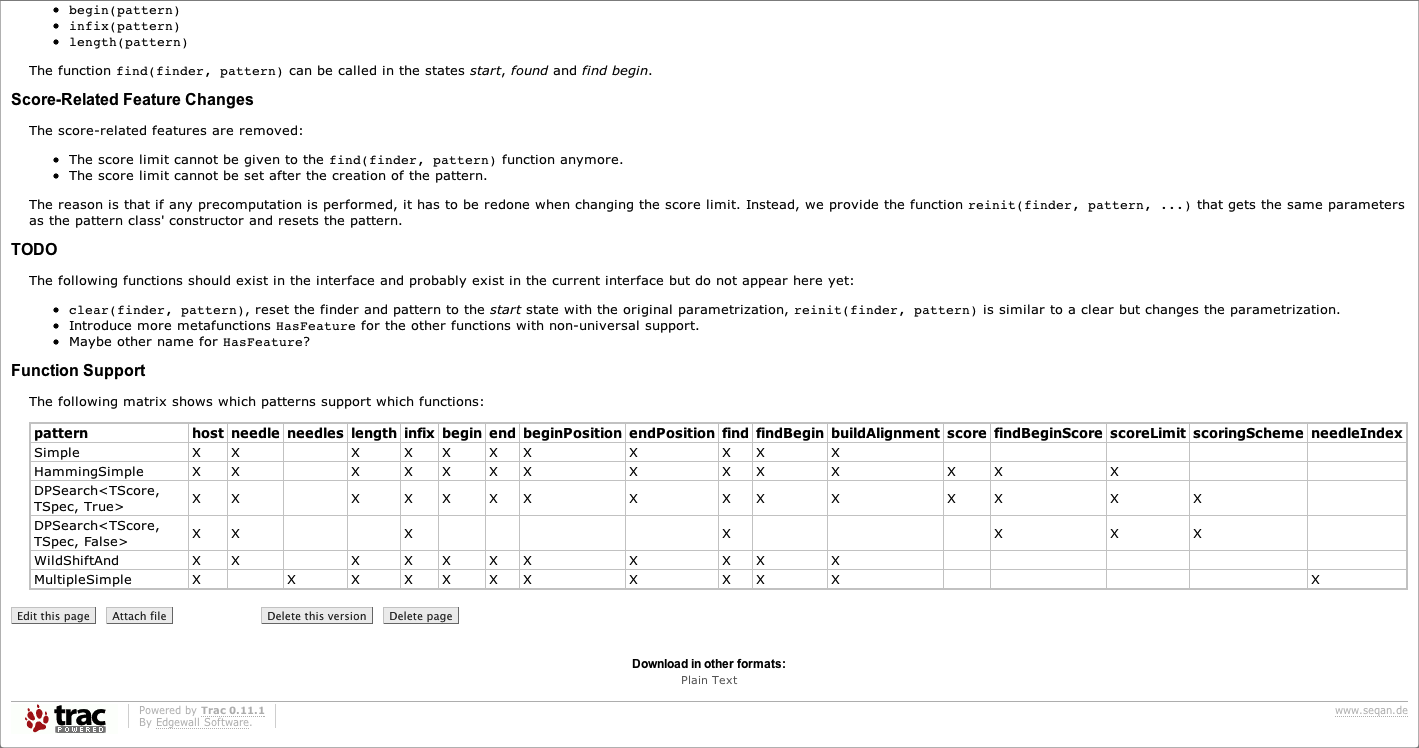 begin(pattern)
infix(pattern)
length(pattern)
The function find(finder, pattern) can be called in the states start, found and find begin.
Score-Related Feature Changes
The score-related features are removed:
The score limit cannot be given to the find(finder, pattern) function anymore.
The score limit cannot be set after the creation of the pattern.
The reason is that if any precomputation is performed, it has to be redone when changing the score limit. Instead, we provide the function reinit(finder, pattern, ...) that gets the same parameters
as the pattern class' constructor and resets the pattern.
TODO
The following functions should exist in the interface and probably exist in the current interface but do not appear here yet:
clear(finder, pattern), reset the finder and pattern to the start state with the original parametrization, reinit(finder, pattern) is similar to a clear but changes the parametrization.
Introduce more metafunctions HasFeature for the other functions with non-universal support.
Maybe other name for HasFeature?
Function Support
The following matrix shows which patterns support which functions:
pattern host needle needles length infix begin end beginPosition endPosition find findBegin buildAlignment score findBeginScore scoreLimit scoringScheme needleIndex
Simple X X X X X X X X X X X
HammingSimple X X X X X X X X X X X X X X
DPSearch<TScore,
TSpec, True> X X X X X X X X X X X X X X X
DPSearch<TScore,
TSpec, False> X X X X X X X
WildShiftAnd X X X X X X X X X X X
MultipleSimple X X X X X X X X X X X X
Edit this page Attach file Delete this version Delete page
Download in other formats:
Plain Text
trac
POWERED
Powered by Trac 0.11.1
By Edgewall Software.
www.seqan.de